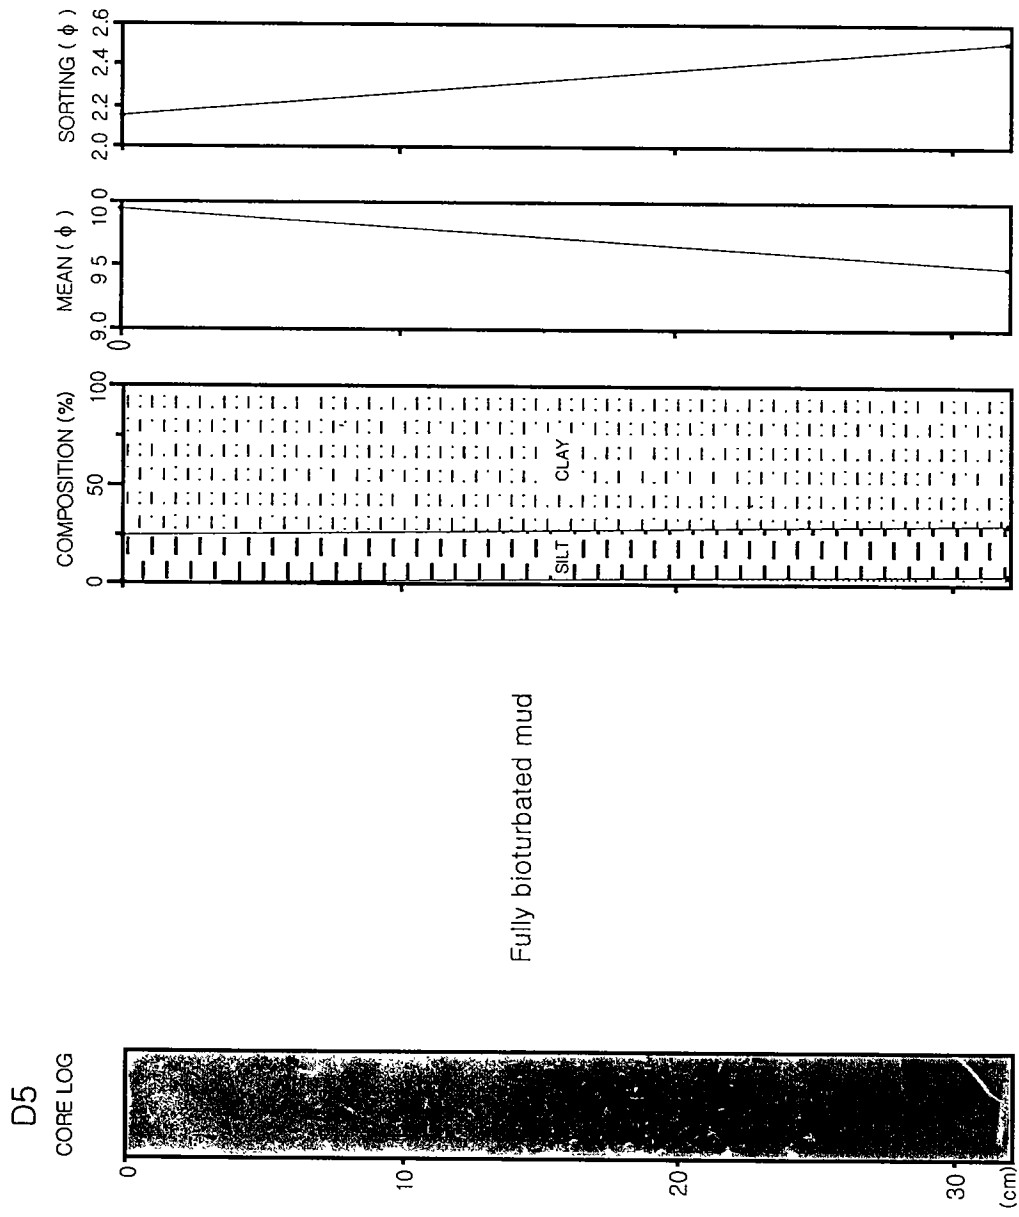 D5
CORE LOG
0
10
20
30
(cm)
Fully bioturbated mud
COMPOSITION (%)
0 50 100
SILT CLAY
MEAN ( ϕ )
9.0 9 5 10 0
0
SORTING ( ϕ )
2.0 2.2 2.4 2.6